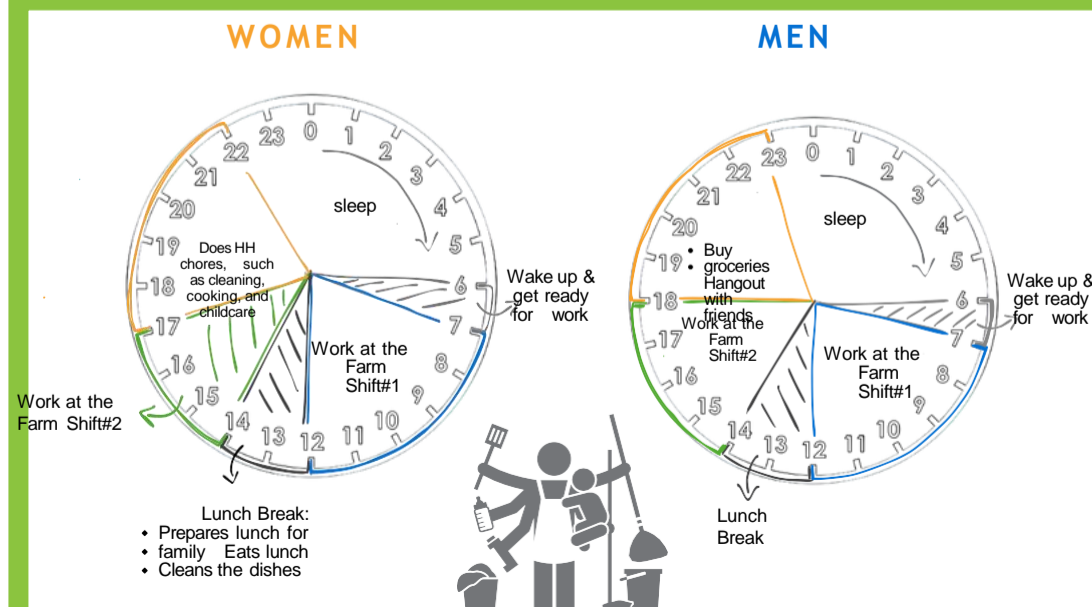 WOMEN
0
1
2
3
4
5
6
7
8
9
10
11
12
13
14
15
16
17
18
19
20
21
22
23
sleep
Does HH
chores, such
as cleaning,
cooking, and
childcare
Wake up &
get ready
for work
Work at the
Farm
Shift#1
Work at the
Farm Shift#2
Lunch Break:
• Prepares lunch for
• family Eats lunch
• Cleans the dishes
MEN
0
1
2
3
4
5
6
7
8
9
10
11
12
13
14
15
16
17
18
19
20
21
22
23
sleep
• Buy
• groceries
Hangout
with
friends
Work at the
Farm
Shift#2
Wake up &
get ready
for work
Work at the
Farm
Shift#1
Lunch
Break